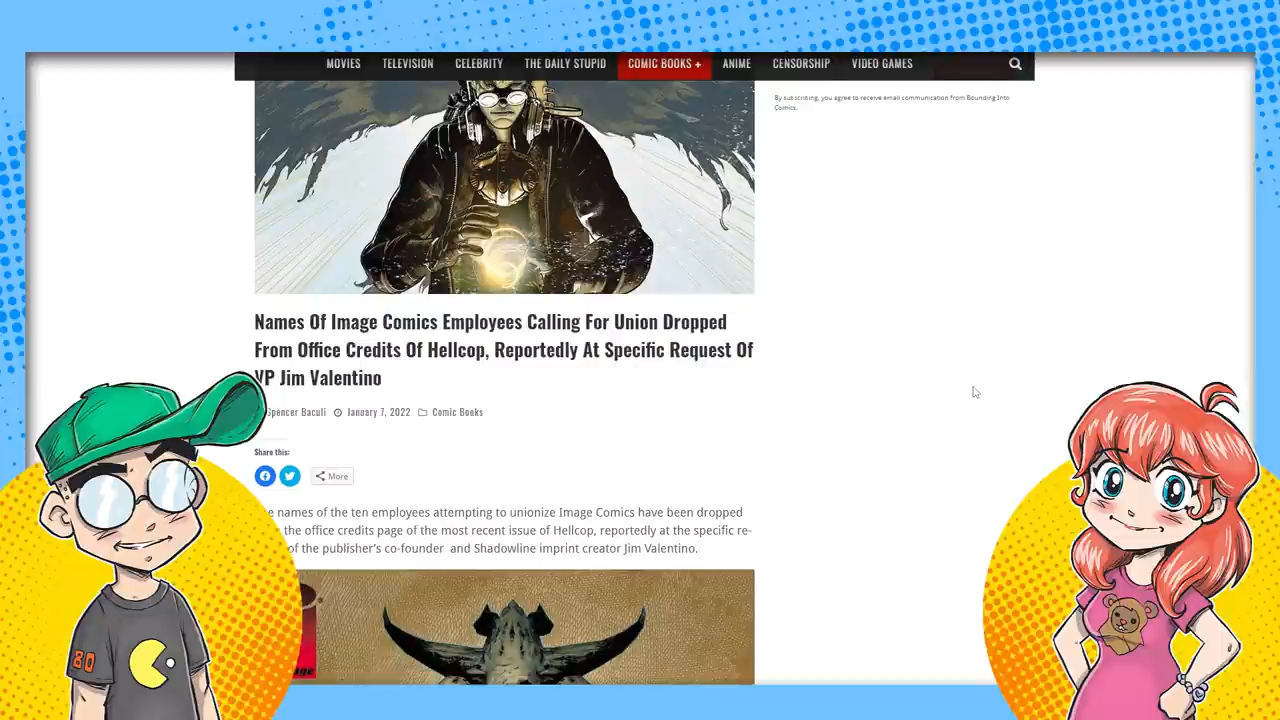 MOVIES TELEVISION CELEBRITY THE DAILY STUPID COMIC BOOKS + ANIME CENSORSHIP VIDEO GAMES
By subscribing, you agree to receive email communication from Bounding Into
Comics.
Names Of Image Comics Employees Calling For Union Dropped
From Office Credits Of Hellcop, Reportedly At Specific Request Of
VP Jim Valentino
Spencer Baculi January 7, 2022 Comic Books
Share this:
More
names of the ten employees attempting to unionize Image Comics have been dropped
the office credits page of the most recent issue of Hellcop, reportedly at the specific re-
of the publisher's co-founder and Shadowline imprint creator Jim Valentino.
80